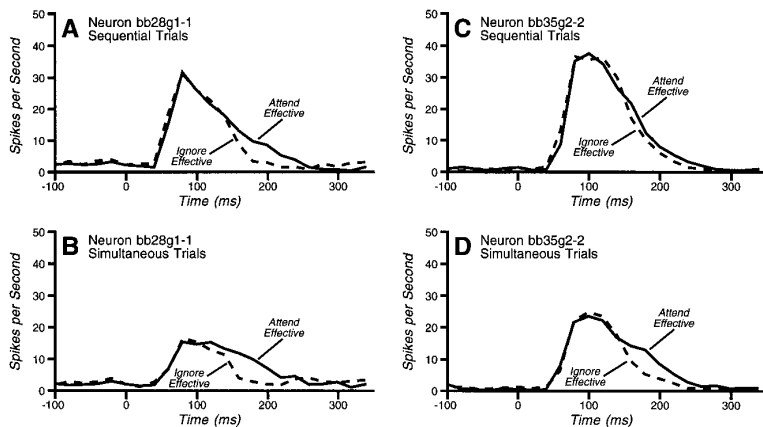 A
Neuron bb28g1-1
Sequential Trials
Spikes per Second
50
40
30
20
10
0
Attend
Effective
Ignore
Effective
-100
0
100
200
300
Time (ms)
C
Neuron bb35g2-2
Sequential Trials
Spikes per Second
50
40
30
20
10
0
Attend
Effective
Ignore
Effective
-100
0
100
200
300
Time (ms)
B
Neuron bb28g1-1
Simultaneous Trials
Spikes per Second
50
40
30
20
10
0
Attend
Effective
Ignore
Effective
-100
0
100
200
300
Time (ms)
D
Neuron bb35g2-2
Simultaneous Trials
Spikes per Second
50
40
30
20
10
0
Attend
Effective
Ignore
Effective
-100
0
100
200
300
Time (ms)